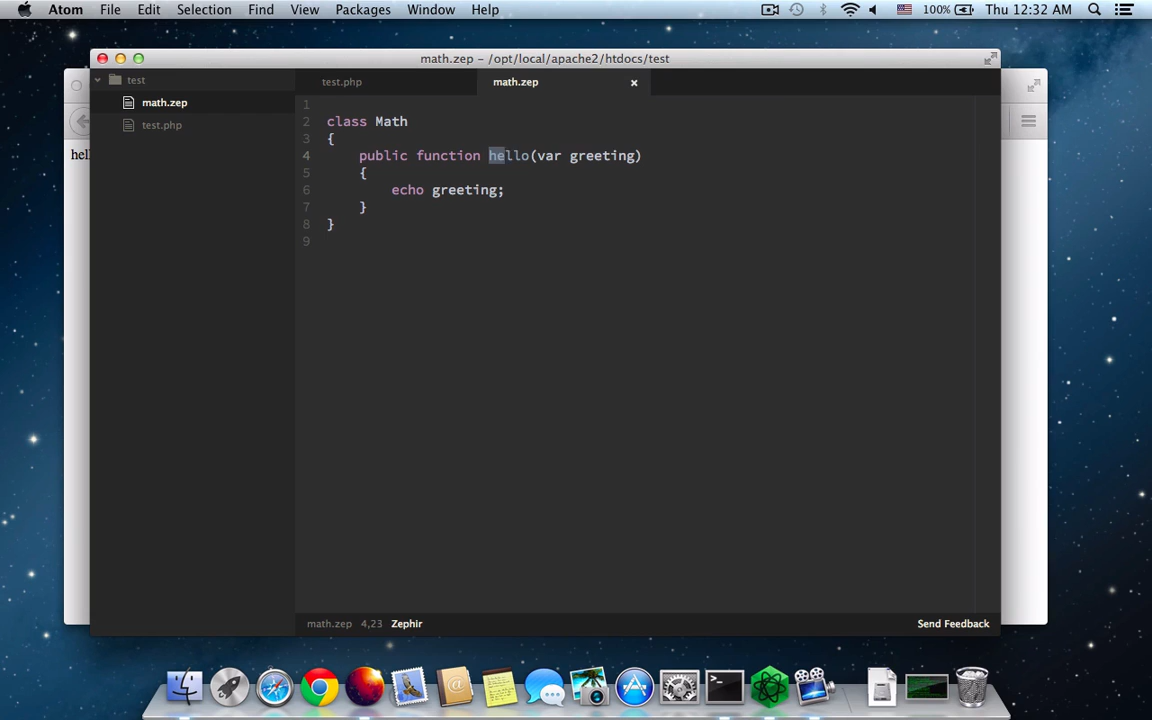 Atom File Edit Selection Find View Packages Window Help 100% Thu 12:32 AM
math.zep – /opt/local/apache2/htdocs/test
test
math.zep
test.php
test.php math.zep
hel
1
2 class Math
3 {
4 public function hello(var greeting)
5 {
6 echo greeting;
7 }
8 }
9
math.zep 4,23 Zephir Send Feedback